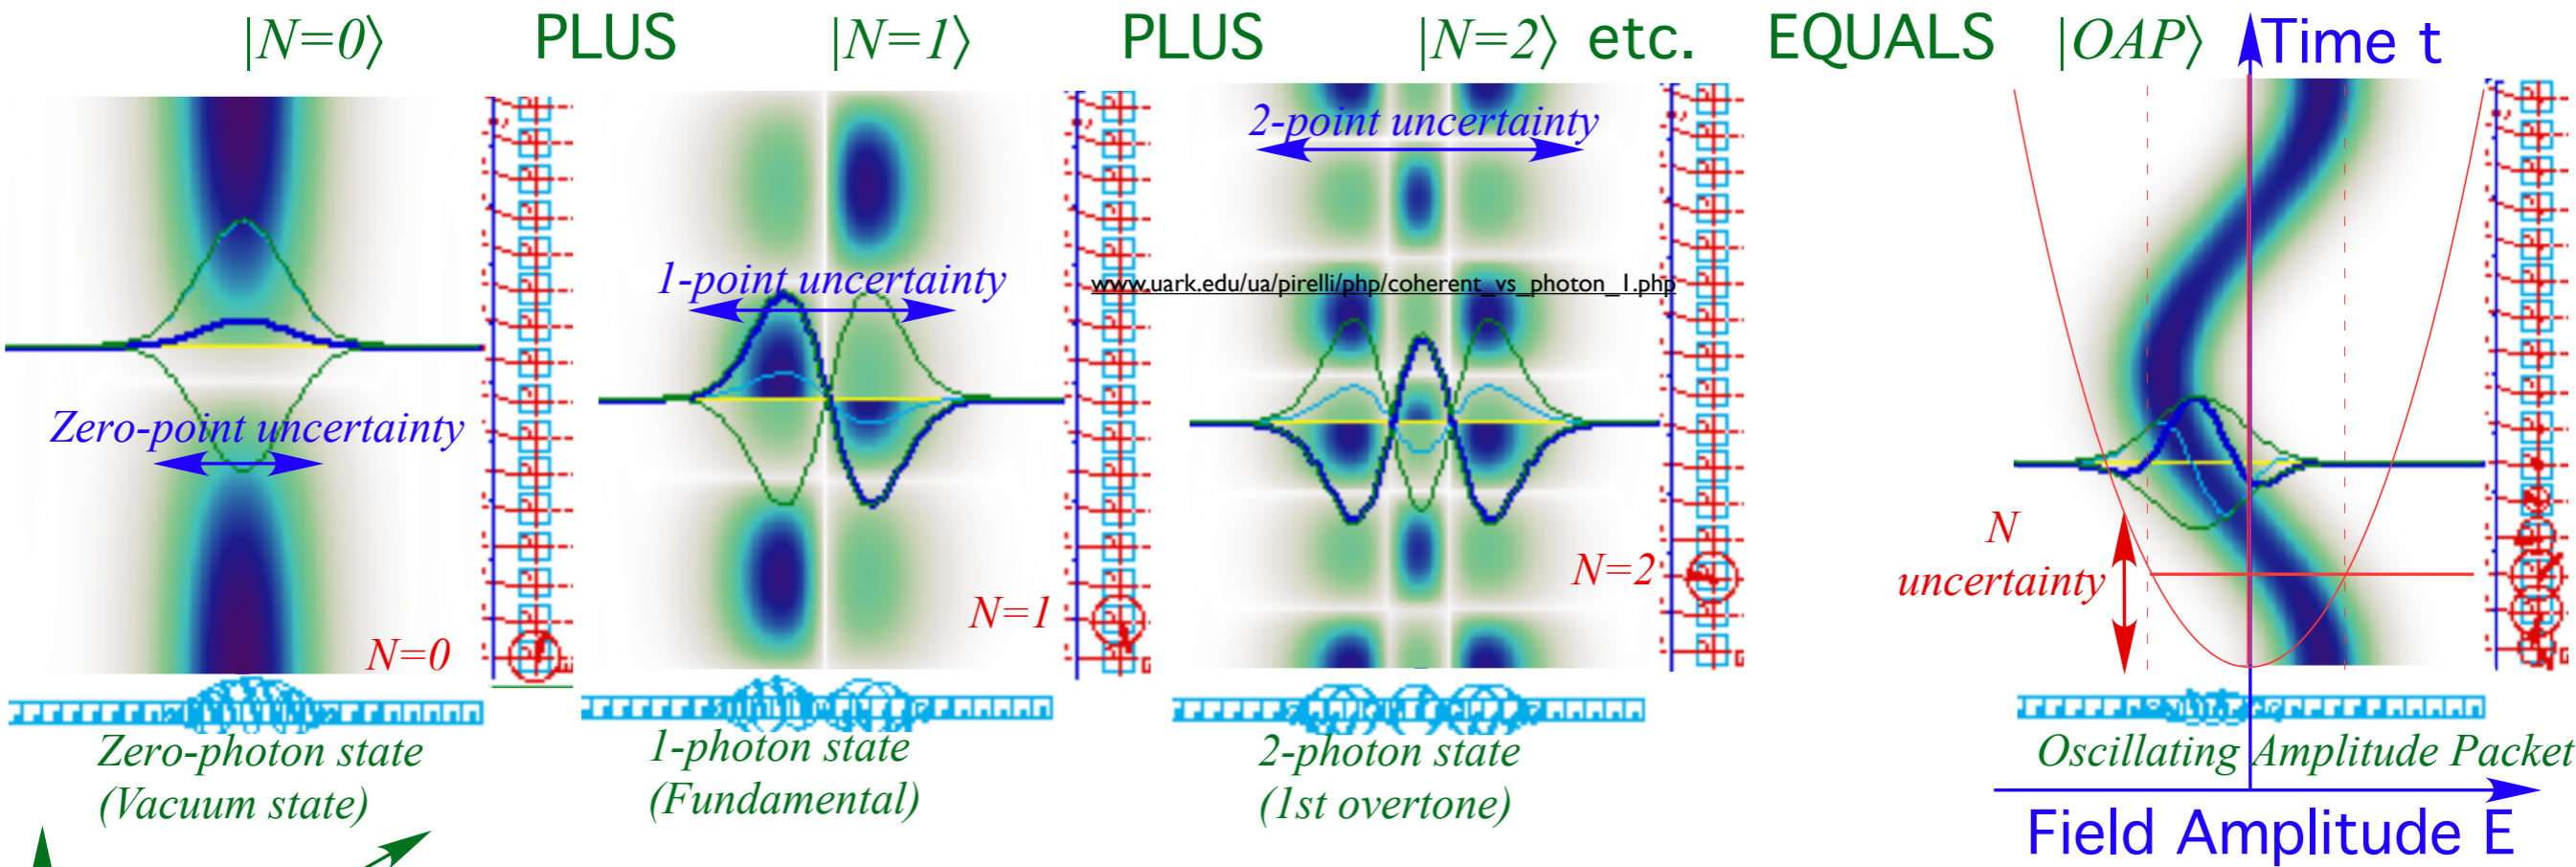 |N=0⟩ PLUS |N=1⟩ PLUS |N=2⟩ etc. EQUALS |OAP⟩ Time t
2-point uncertainty
1-point uncertainty
www.uark.edu/ua/pirelli/php/coherent_vs_photon_1.php
Zero-point uncertainty
N
uncertainty
N=2
N=1
N=0
Zero-photon state
(Vacuum state)
1-photon state
(Fundamental)
2-photon state
(1st overtone)
Oscillating Amplitude Packet
Field Amplitude E